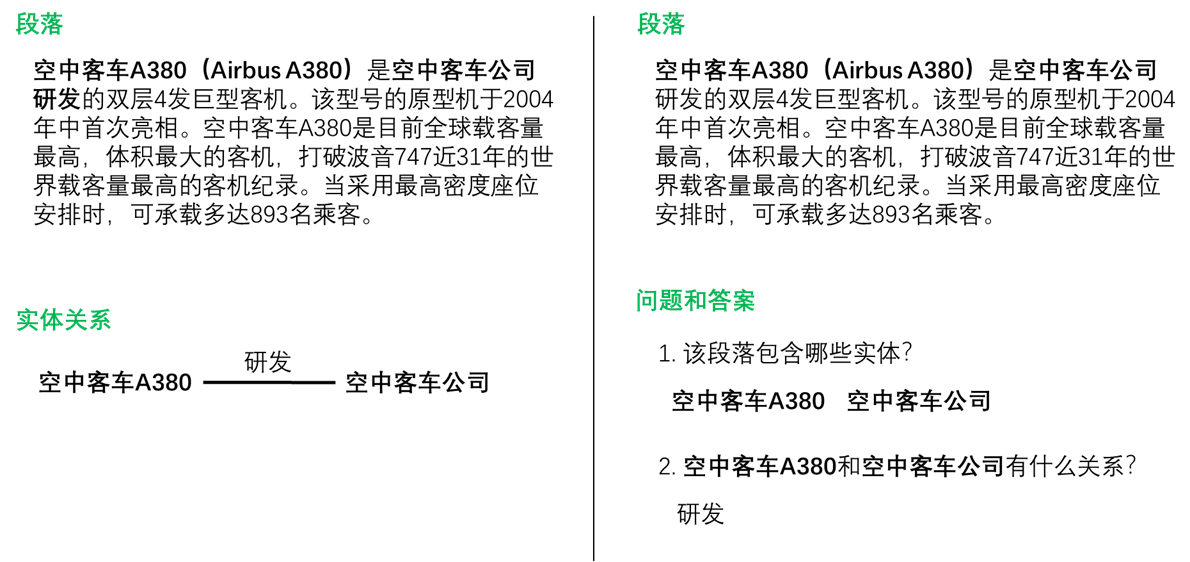 段落
空中客车A380（Airbus A380）是空中客车公司
研发的双层4发巨型客机。该型号的原型机于2004
年中首次亮相。空中客车A380是目前全球载客量
最高，体积最大的客机，打破波音747近31年的世
界载客量最高的客机纪录。当采用最高密度座位
安排时，可承载多达893名乘客。
实体关系
研发
空中客车A380
空中客车公司
段落
空中客车A380（Airbus A380）是空中客车公司
研发的双层4发巨型客机。该型号的原型机于2004
年中首次亮相。空中客车A380是目前全球载客量
最高，体积最大的客机，打破波音747近31年的世
界载客量最高的客机纪录。当采用最高密度座位
安排时，可承载多达893名乘客。
问题和答案
1. 该段落包含哪些实体？
空中客车A380 空中客车公司
2. 空中客车A380和空中客车公司有什么关系？
研发